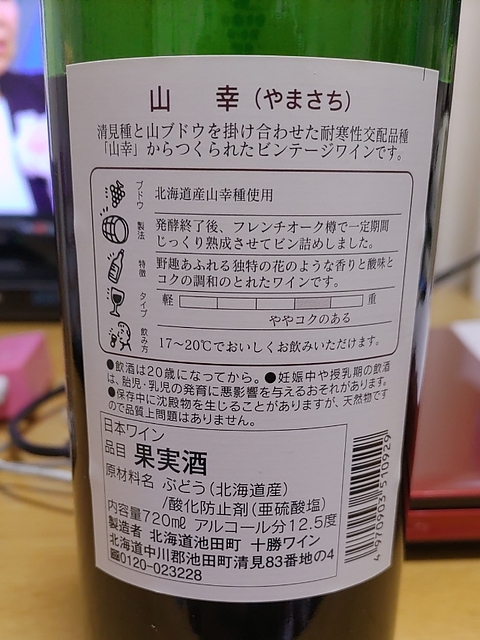 山 幸（やまさち）
清見種と山ブドウを掛け合わせた耐寒性交配品種
「山幸」からつくられたビンテージワインです。
ブドウ 北海道産山幸種使用
製法 発酵終了後、フレンチオーク樽で一定期間
じっくり熟成させてビン詰めしました。
特徴 野趣あふれる独特の花のような香りと酸味と
コクの調和のとれたワインです。
タイプ 軽 重
ややコクのある
飲み方 17～20℃でおいしくお飲みいただけます。
●飲酒は20歳になってから。●妊娠中や授乳期の飲酒
は、胎児・乳児の発育に悪影響を与えるおそれがあります。
●保存中に沈殿物を生じることがありますが、天然物です
ので品質上問題はありません。
日本ワイン
品目 果実酒
原材料名 ぶどう（北海道産）
/酸化防止剤（亜硫酸塩）
内容量720㎖ アルコール分12.5度
製造者 北海道池田町 十勝ワイン
北海道中川郡池田町清見83番地の4
☎0120-023228
4 970903 510929